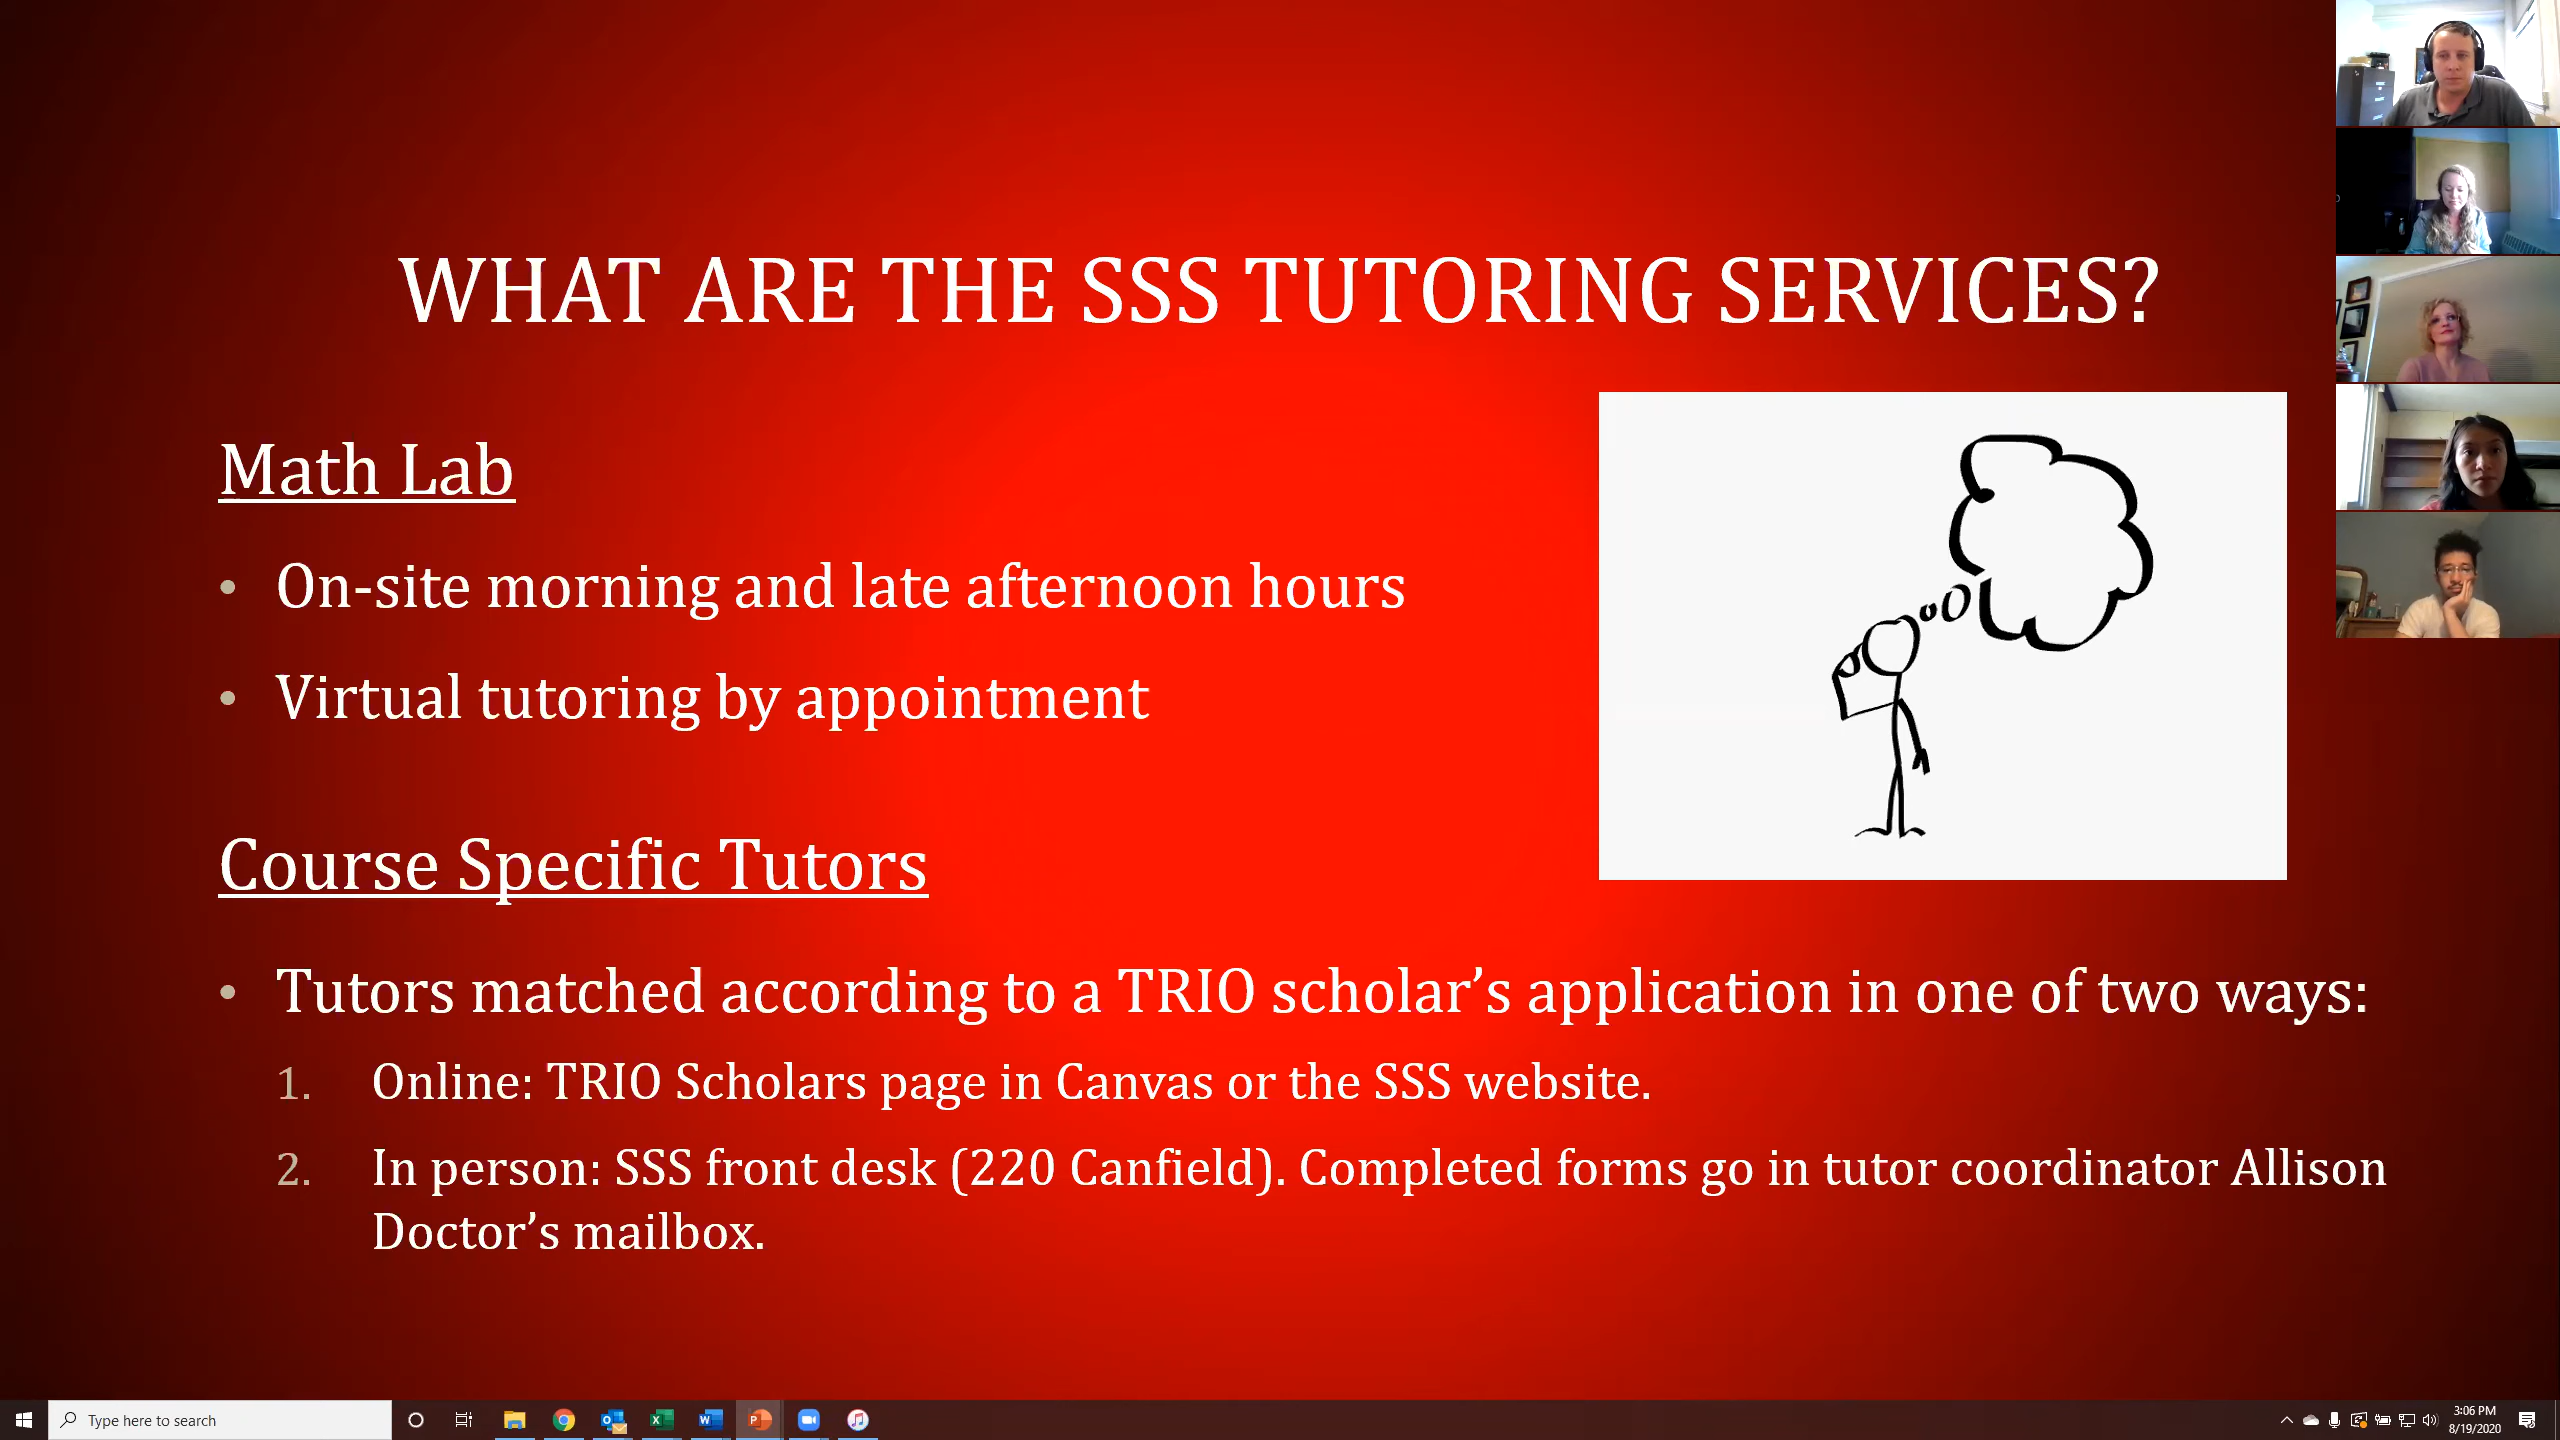 WHAT ARE THE SSS TUTORING SERVICES?
Math Lab
• On-site morning and late afternoon hours
• Virtual tutoring by appointment
Course Specific Tutors
• Tutors matched according to a TRIO scholar’s application in one of two ways:
1. Online: TRIO Scholars page in Canvas or the SSS website.
2. In person: SSS front desk (220 Canfield). Completed forms go in tutor coordinator Allison
Doctor’s mailbox.
Type here to search
3:06 PM
8/19/2020